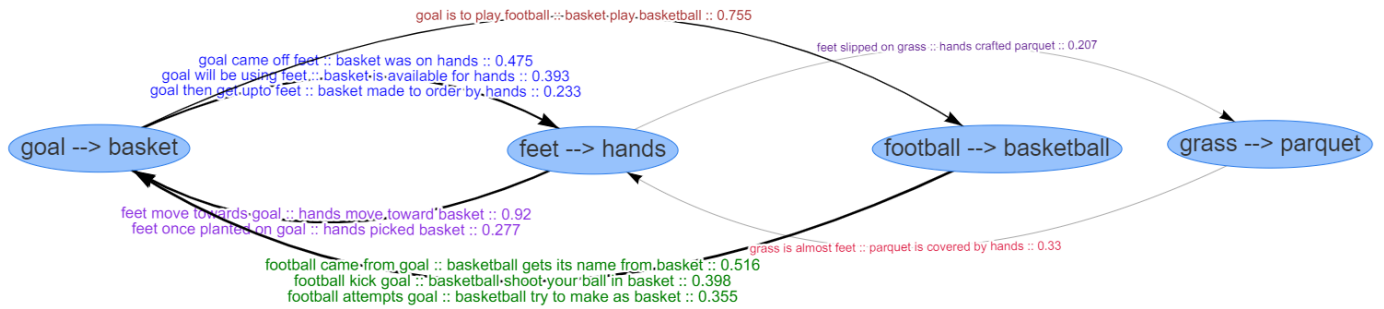 goal is to play football :: basket play basketball :: 0.755
feet slipped on grass :: hands crafted parquet :: 0.207
goal came off feet :: basket was on hands :: 0.475
goal will be using feet :: basket is available for hands :: 0.393
goal then get upto feet :: basket made to order by hands :: 0.233
goal --> basket
feet --> hands
football --> basketball
grass --> parquet
feet move towards goal :: hands move toward basket :: 0.92
feet once planted on goal :: hands picked basket :: 0.277
grass is almost feet :: parquet is covered by hands :: 0.33
football came from goal :: basketball gets its name from basket :: 0.516
football kick goal :: basketball shoot your ball in basket :: 0.398
football attempts goal :: basketball try to make as basket :: 0.355